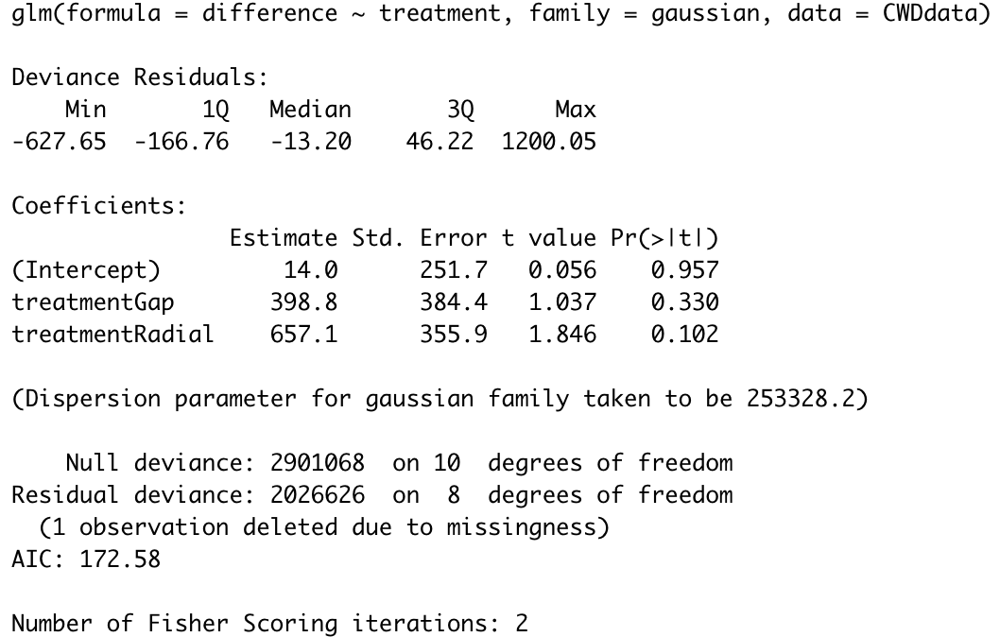 glm(formula = difference ~ treatment, family = gaussian, data = CWDdata)

Deviance Residuals:
    Min       1Q   Median       3Q      Max
-627.65  -166.76   -13.20    46.22  1200.05

Coefficients:
                Estimate Std. Error t value Pr(>|t|)
(Intercept)         14.0      251.7   0.056    0.957
treatmentGap       398.8      384.4   1.037    0.330
treatmentRadial    657.1      355.9   1.846    0.102

(Dispersion parameter for gaussian family taken to be 253328.2)

    Null deviance: 2901068  on 10  degrees of freedom
Residual deviance: 2026626  on  8  degrees of freedom
  (1 observation deleted due to missingness)
AIC: 172.58

Number of Fisher Scoring iterations: 2